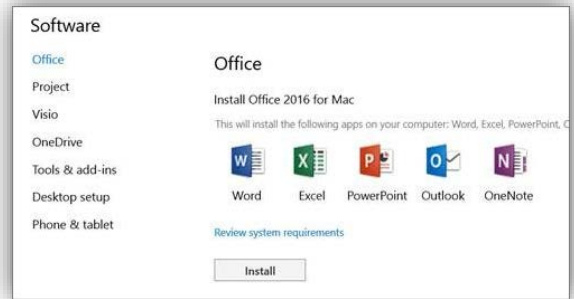 Software
Office
Project
Visio
OneDrive
Tools & add-ins
Desktop setup
Phone & tablet
Office
Install Office 2016 for Mac
This will install the following apps on your computer: Word, Excel, PowerPoint,
W X P O N
Word Excel PowerPoint Outlook OneNote
Review system requirements
Install